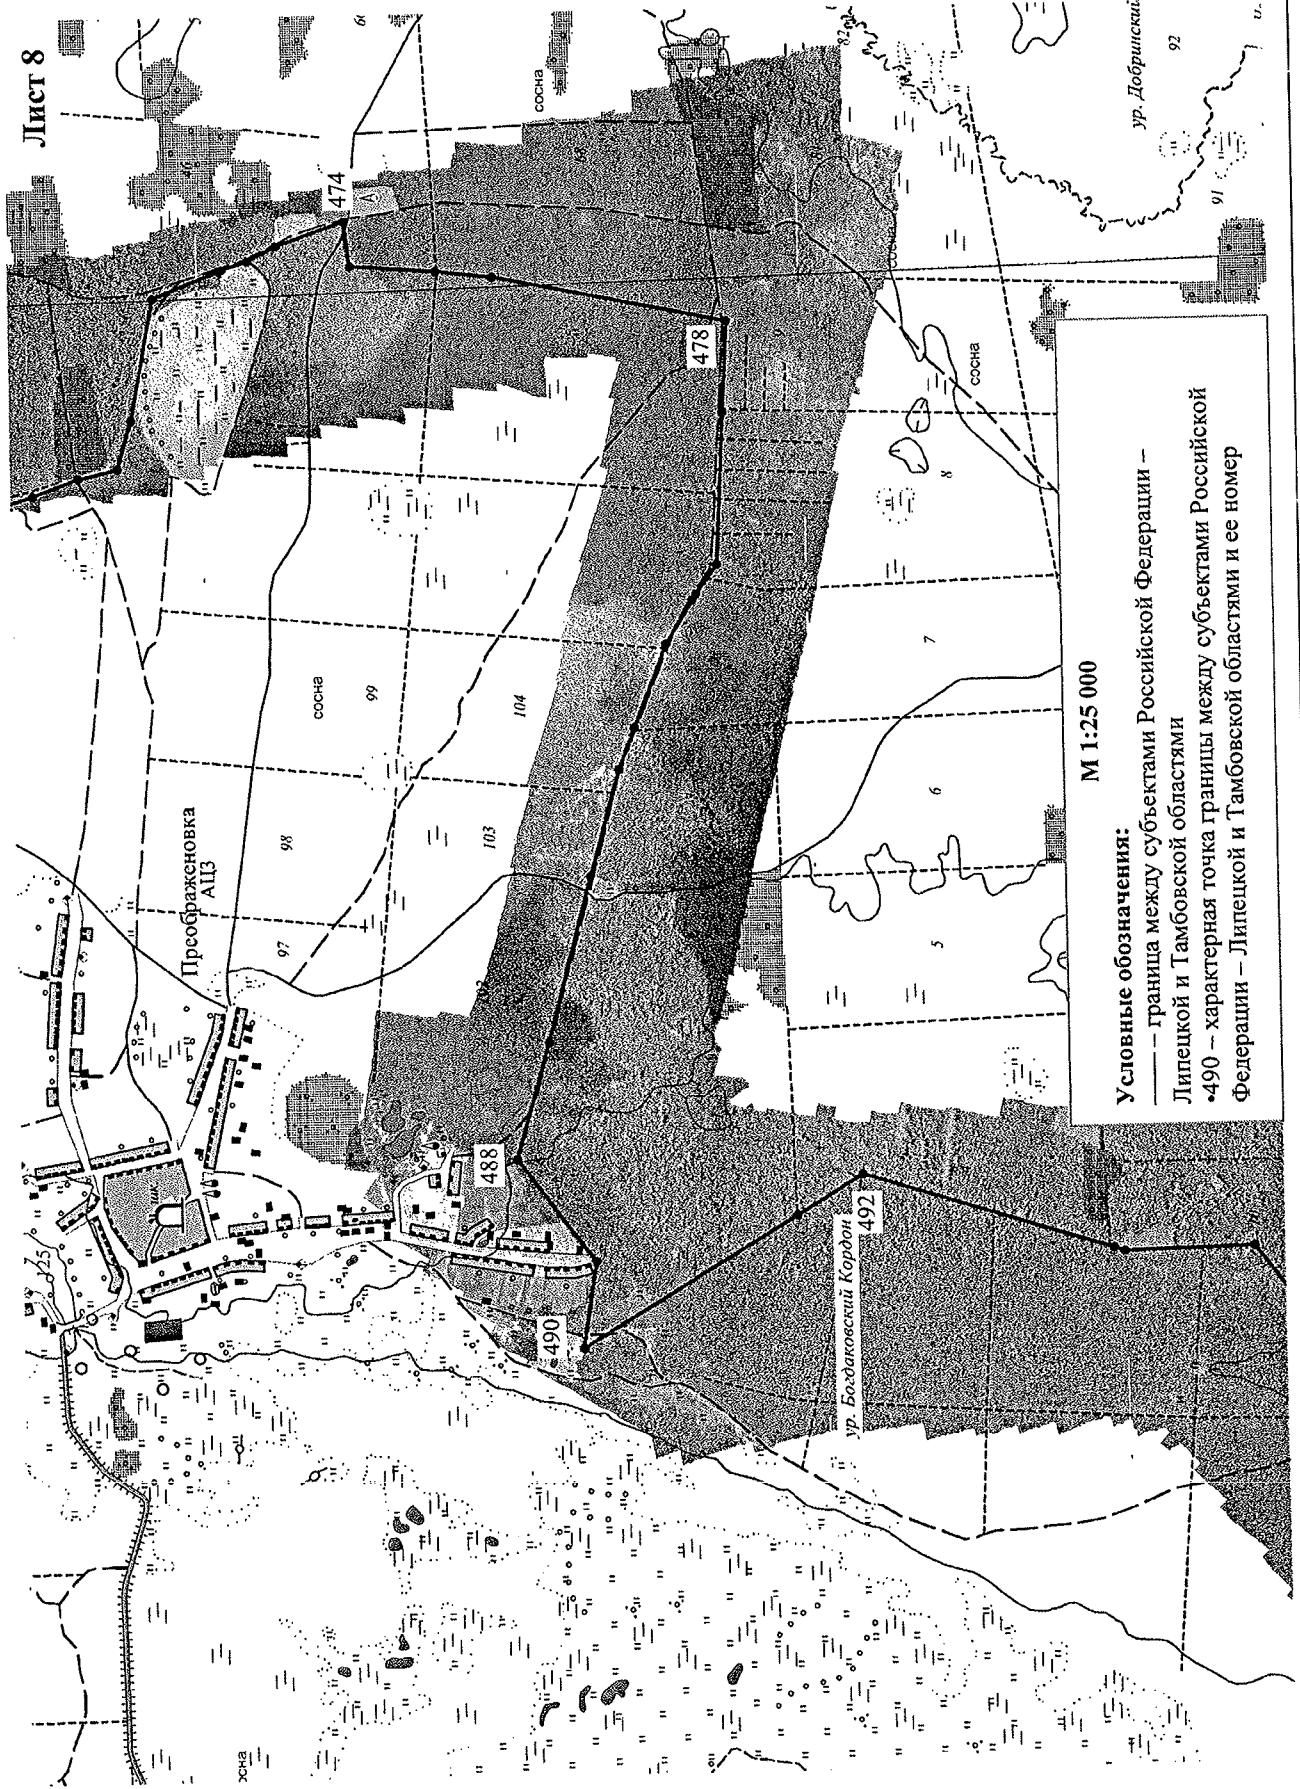 Лист 8
сосна
474
А
478
сосна
99
104
98
103
97
Преображеновка
АЦЗ
488
490
492
ур. Богдаковский Кордон
ур. Добринский
92
91
82
сосна
8
7
6
5
М 1:25 000
Условные обозначения:
——— – граница между субъектами Российской Федерации –
Липецкой и Тамбовской областями
•490 – характерная точка границы между субъектами Российской
Федерации – Липецкой и Тамбовской областями и ее номер